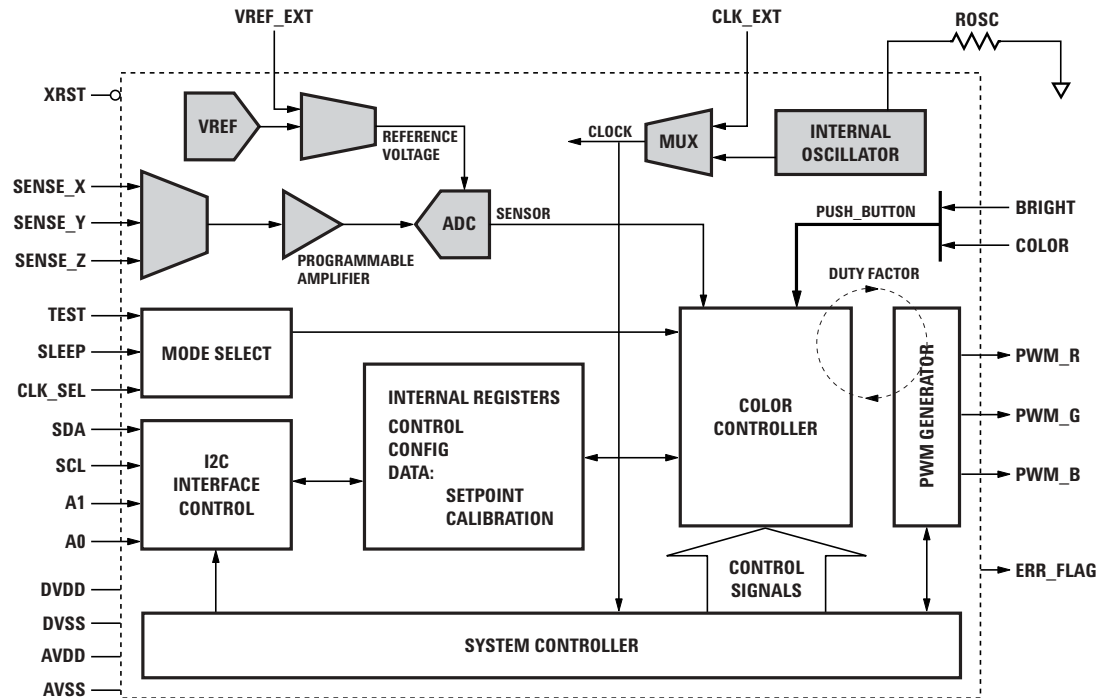 VREF_EXT
CLK_EXT
ROSC
XRST
VREF
REFERENCE
VOLTAGE
CLOCK
MUX
INTERNAL
OSCILLATOR
SENSE_X
SENSE_Y
SENSE_Z
PROGRAMMABLE
AMPLIFIER
ADC
SENSOR
PUSH_BUTTON
BRIGHT
COLOR
DUTY FACTOR
TEST
SLEEP
CLK_SEL
MODE SELECT
SDA
SCL
A1
A0
I2C
INTERFACE
CONTROL
INTERNAL REGISTERS
CONTROL
CONFIG
DATA:
SETPOINT
CALIBRATION
COLOR
CONTROLLER
PWM GENERATOR
PWM_R
PWM_G
PWM_B
CONTROL
SIGNALS
ERR_FLAG
DVDD
DVSS
AVDD
AVSS
SYSTEM CONTROLLER